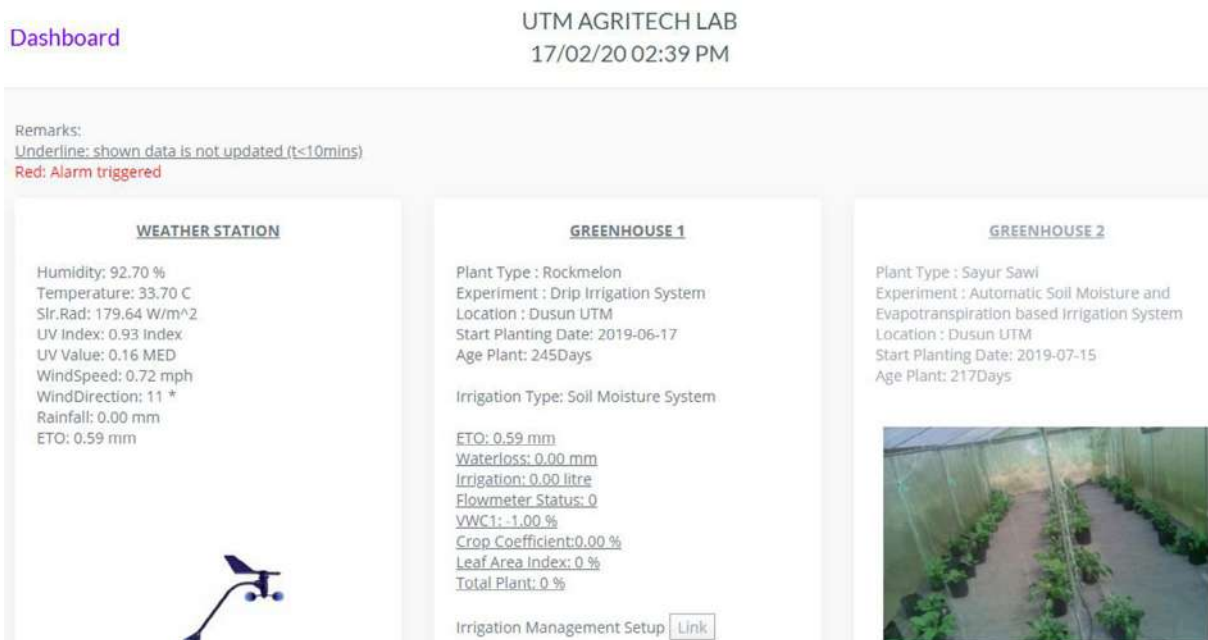 Dashboard
UTM AGRITECH LAB
17/02/20 02:39 PM
Remarks:
Underline: shown data is not updated (t<10mins)
Red: Alarm triggered
WEATHER STATION
Humidity: 92.70 %
Temperature: 33.70 C
Slr.Rad: 179.64 W/m^2
UV Index: 0.93 Index
UV Value: 0.16 MED
WindSpeed: 0.72 mph
WindDirection: 11 *
Rainfall: 0.00 mm
ETO: 0.59 mm
GREENHOUSE 1
Plant Type : Rockmelon
Experiment : Drip Irrigation System
Location : Dusun UTM
Start Planting Date: 2019-06-17
Age Plant: 245Days
Irrigation Type: Soil Moisture System
ETO: 0.59 mm
Waterloss: 0.00 mm
Irrigation: 0.00 litre
Flowmeter Status: 0
VWC1: -1.00 %
Crop Coefficient:0.00 %
Leaf Area Index: 0 %
Total Plant: 0 %
Irrigation Management Setup Link
GREENHOUSE 2
Plant Type : Sayur Sawi
Experiment : Automatic Soil Moisture and
Evapotranspiration based Irrigation System
Location : Dusun UTM
Start Planting Date: 2019-07-15
Age Plant: 217Days